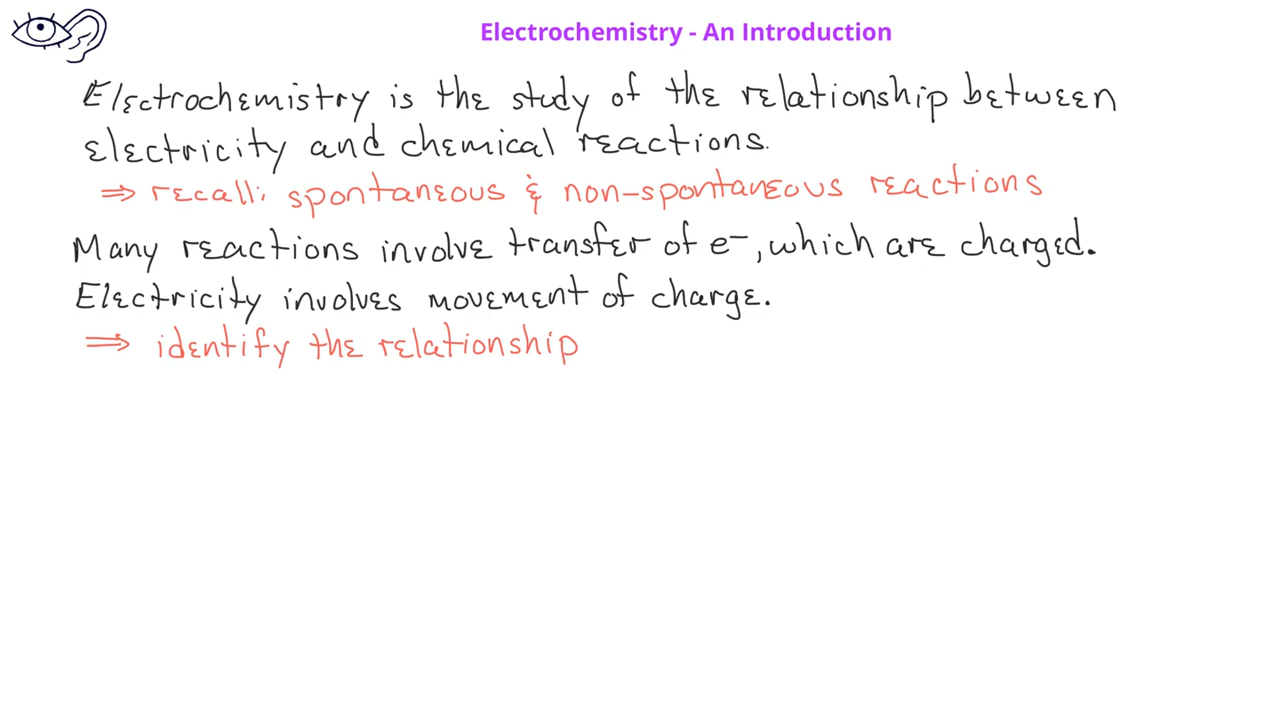 Electrochemistry - An Introduction
Electrochemistry is the study of the relationship between
electricity and chemical reactions.
⇒ recall: spontaneous & non-spontaneous reactions
Many reactions involve transfer of e⁻, which are charged.
Electricity involves movement of charge.
⇒ identify the relationship